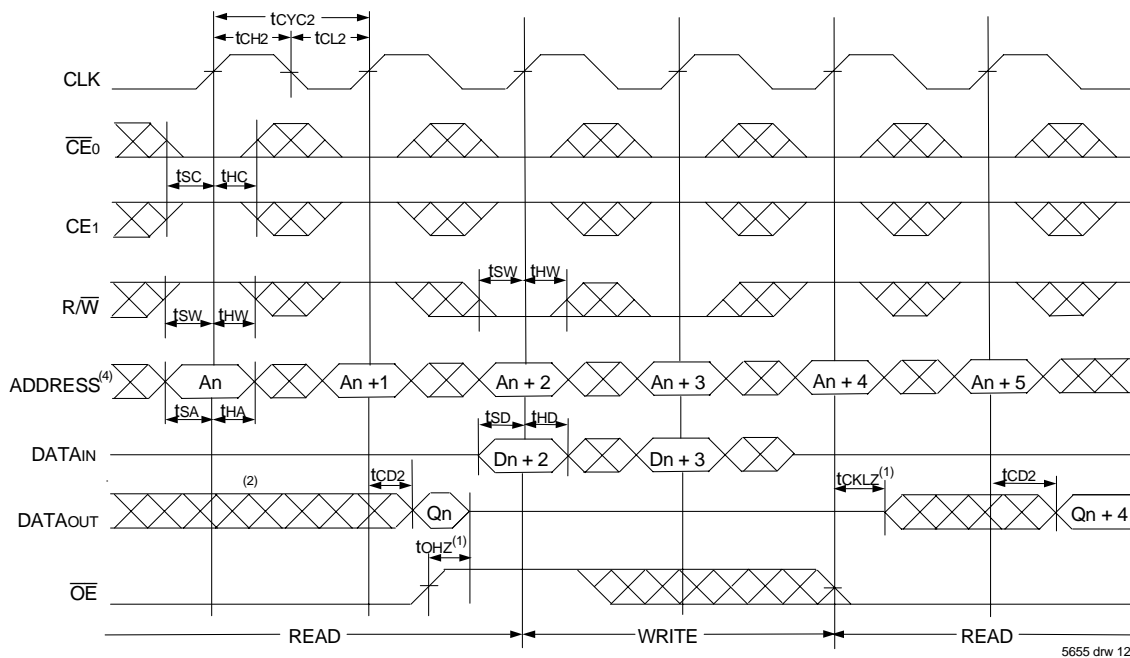 tCYC2
tCH2 tCL2
CLK
CE0
tSC tHC
CE1
tSW tHW
R/W
tSW tHW
ADDRESS(4) An An +1 An + 2 An + 3 An + 4 An + 5
tSA tHA
tSD tHD
DATAIN Dn + 2 Dn + 3
tCD2 tCKLZ(1) tCD2
(2)
DATAOUT Qn Qn + 4
tOHZ(1)
OE
READ WRITE READ
5655 drw 12